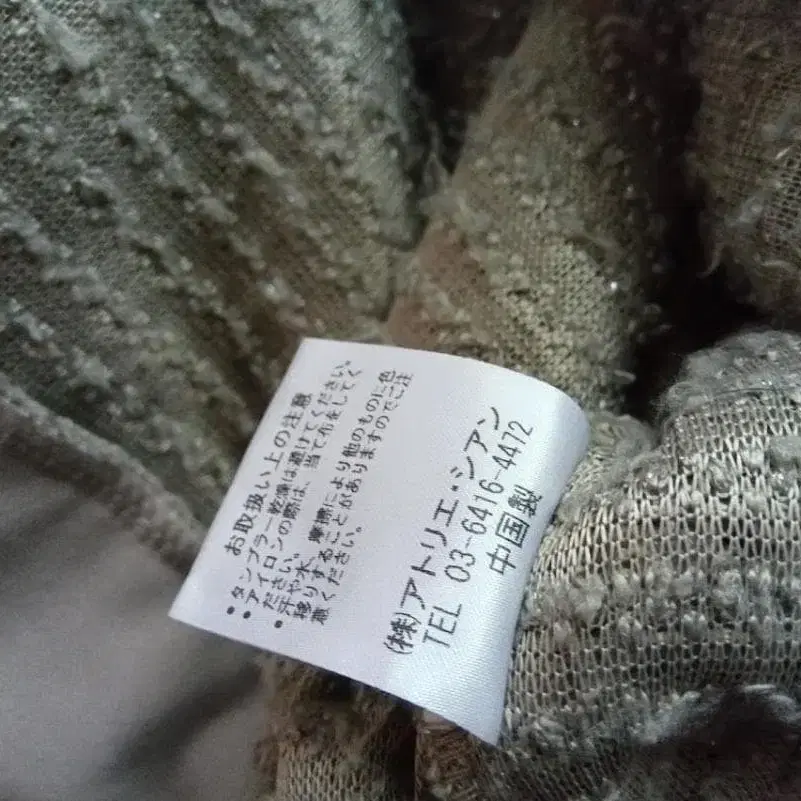 お取扱い上の注意
・タンブラー乾燥は避けてください。
・アイロンの際は、当て布をしてく
ださい。
・汗や水、摩擦により他のものに色
移りすることがありますのでご注
意ください。
(株)アトリエ・シアン
TEL 03-6416-4472
中国製